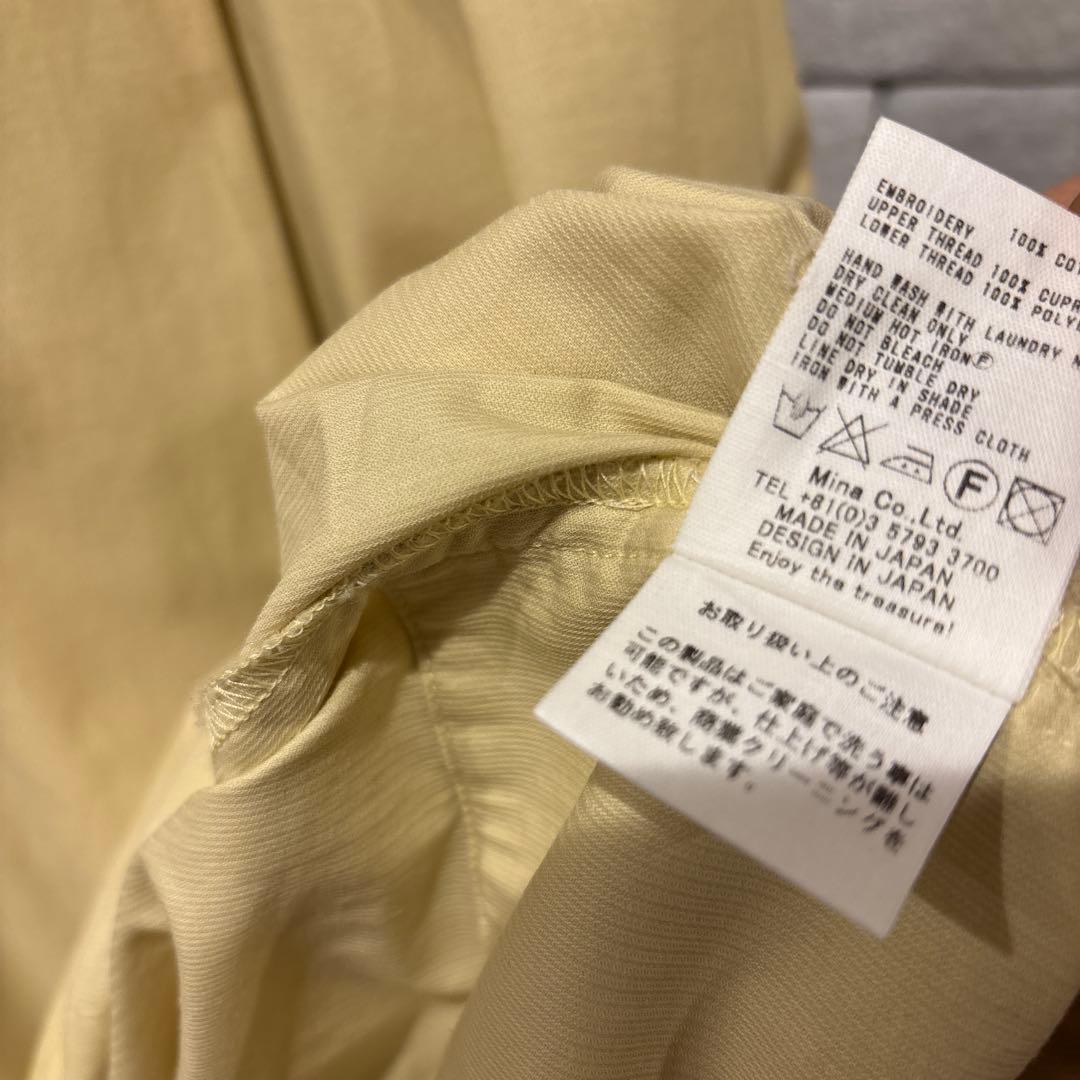 EMBROIDERY 100% COT
UPPER THREAD 100% CUPR
LOWER THREAD 100% POLYE
HAND WASH WITH LAUNDRY N
DRY CLEAN ONLY
MEDIUM HOT IRON Ⓕ
DO NOT BLEACH
DO NOT TUMBLE DRY
LINE DRY IN SHADE
IRON WITH A PRESS CLOTH
F
Mina Co.,Ltd.
TEL +81(0)3 5793 3700
MADE IN JAPAN
DESIGN IN JAPAN
Enjoy the treasure!
お取り扱い上のご注意
この製品はご家庭で洗う事は
可能ですが、仕上げ等が難し
いため、商業クリーニングを
お勧め致します。